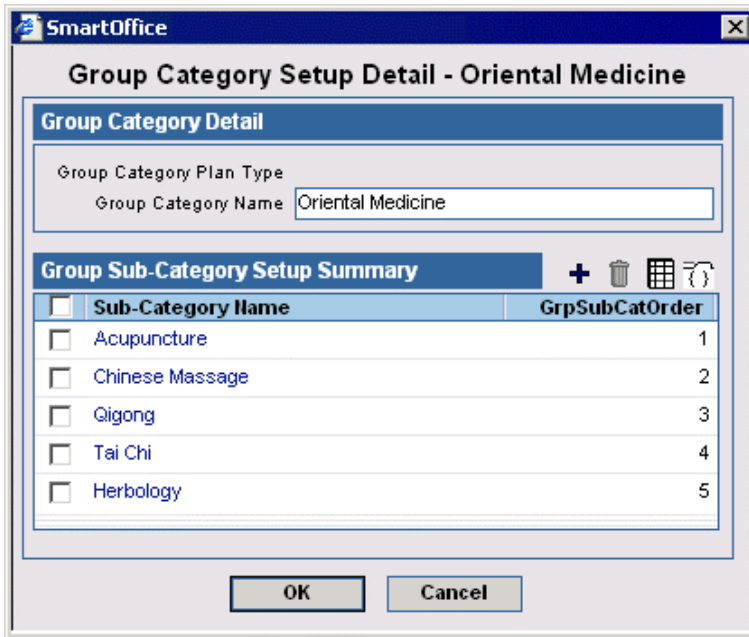 SmartOffice
Group Category Setup Detail - Oriental Medicine
Group Category Detail
Group Category Plan Type
Group Category Name Oriental Medicine
Group Sub-Category Setup Summary
Sub-Category Name GrpSubCatOrder
Acupuncture 1
Chinese Massage 2
Qigong 3
Tai Chi 4
Herbology 5
OK Cancel